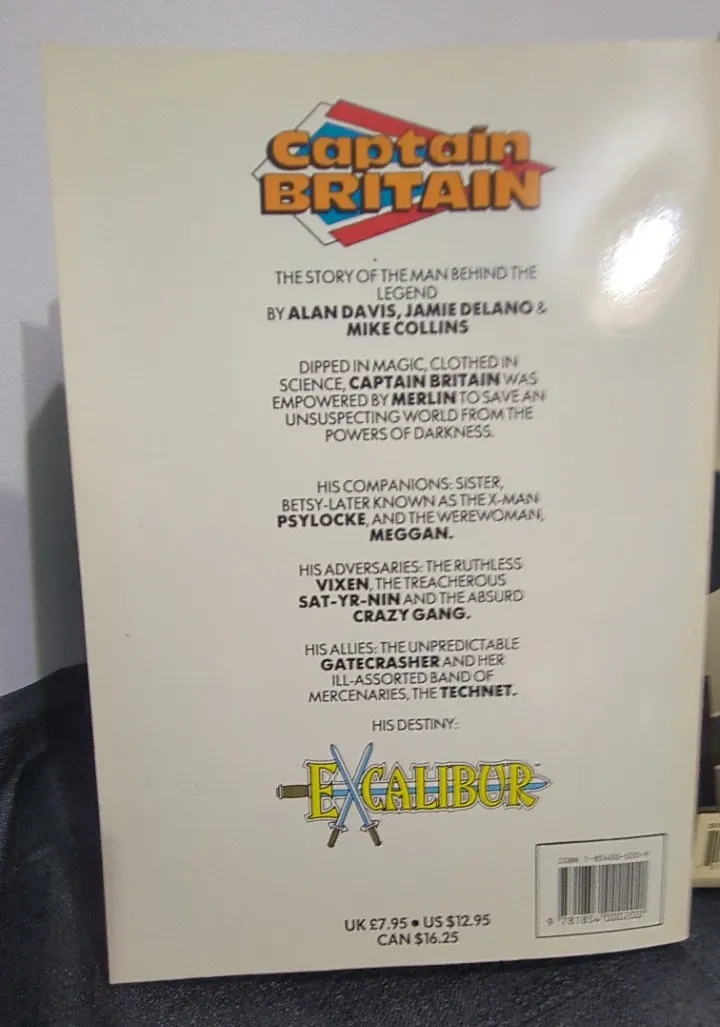 Captain
BRITAIN
THE STORY OF THE MAN BEHIND THE
LEGEND
BY ALAN DAVIS, JAMIE DELANO &
MIKE COLLINS
DIPPED IN MAGIC, CLOTHED IN
SCIENCE, CAPTAIN BRITAIN WAS
EMPOWERED BY MERLIN TO SAVE AN
UNSUSPECTING WORLD FROM THE
POWERS OF DARKNESS.
HIS COMPANIONS: SISTER,
BETSY-LATER KNOWN AS THE X-MAN
PSYLOCKE, AND THE WEREWOMAN,
MEGGAN.
HIS ADVERSARIES: THE RUTHLESS
VIXEN, THE TREACHEROUS
SAT-YR-NIN AND THE ABSURD
CRAZY GANG.
HIS ALLIES: THE UNPREDICTABLE
GATECRASHER AND HER
ILL-ASSORTED BAND OF
MERCENARIES, THE TECHNET.
HIS DESTINY:
EXCALIBUR
ISBN
9 781854 000200
UK £7.95 • US $12.95
CAN $16.25